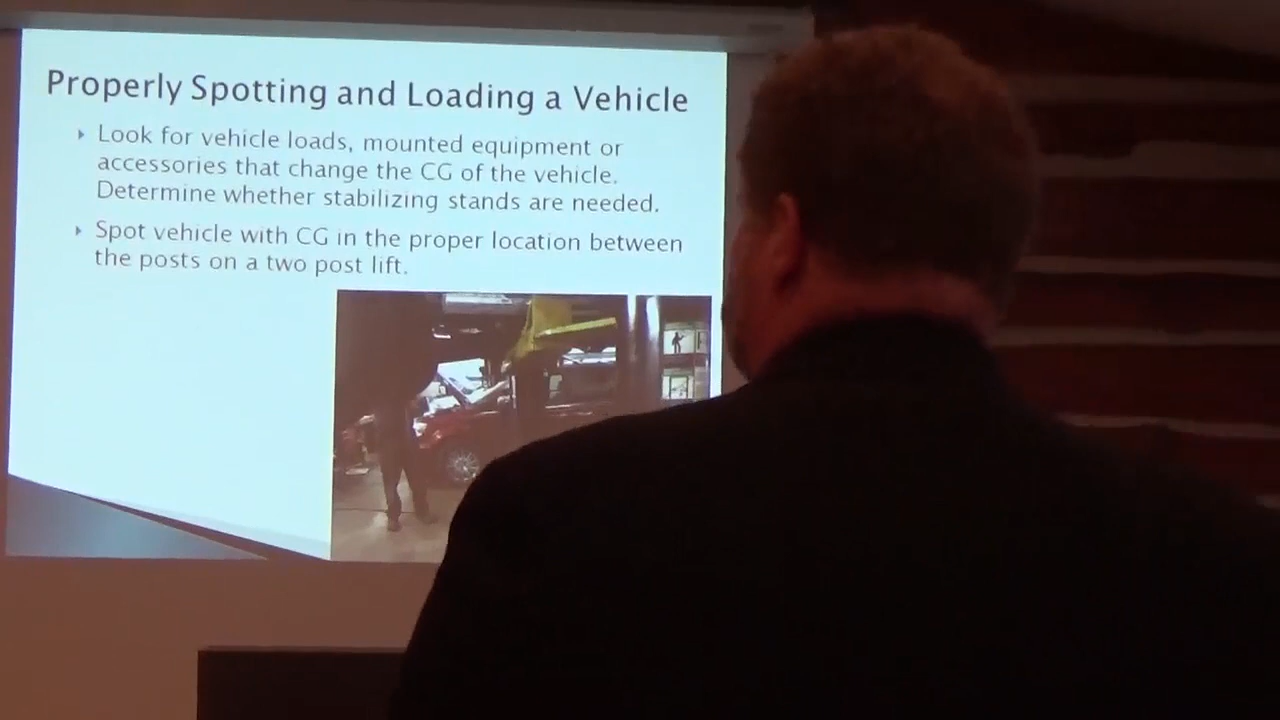 Properly Spotting and Loading a Vehicle
Look for vehicle loads, mounted equipment or
accessories that change the CG of the vehicle.
Determine whether stabilizing stands are needed.
Spot vehicle with CG in the proper location between
the posts on a two post lift.